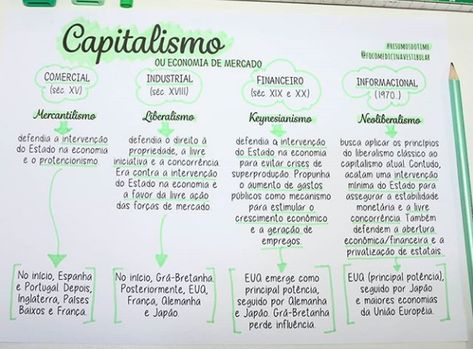 Capitalismo
OU ECONOMIA DE MERCADO
#RESUMOSDOTIME
@FOCOMEDICINAVESTIBULAR
COMERCIAL
(séc XV)
Mercantilismo
defendia a intervenção
do Estado na economia
e o protencionismo
No início, Espanha
e Portugal. Depois,
Inglaterra, Países
Baixos e França.
INDUSTRIAL
(séc XVIII)
Liberalismo
defendia o direito à
propriedade, a livre
iniciativa e a concorrência.
Era contra a intervenção
do Estado na economia e
a favor da livre ação
das forças de mercado.
No início, Grã-Bretanha.
Posteriormente, EUA,
França, Alemanha
e Japão.
FINANCEIRO
(séc XIX e XX)
Keynesianismo
defendia a intervenção
do Estado na economia
para evitar crises de
superprodução. Propunha
o aumento de gastos
públicos como mecanismo
para estimular o
crescimento econômico
e a geração de
empregos.
EUA emerge como
principal potência,
seguido por Alemanha
e Japão. Grã-Bretanha
perde influência.
INFORMACIONAL
(1970...)
Neoliberalismo
busca aplicar os princípios
do liberalismo clássico ao
capitalismo atual. Contudo,
acatam uma intervenção
mínima do Estado para
assegurar a estabilidade
monetária e a livre
concorrência. Também
defendem a abertura
econômica/financeira e a
privatização de estatais.
EUA (principal potência),
seguido por Japão
e maiores economias
da União Européia.